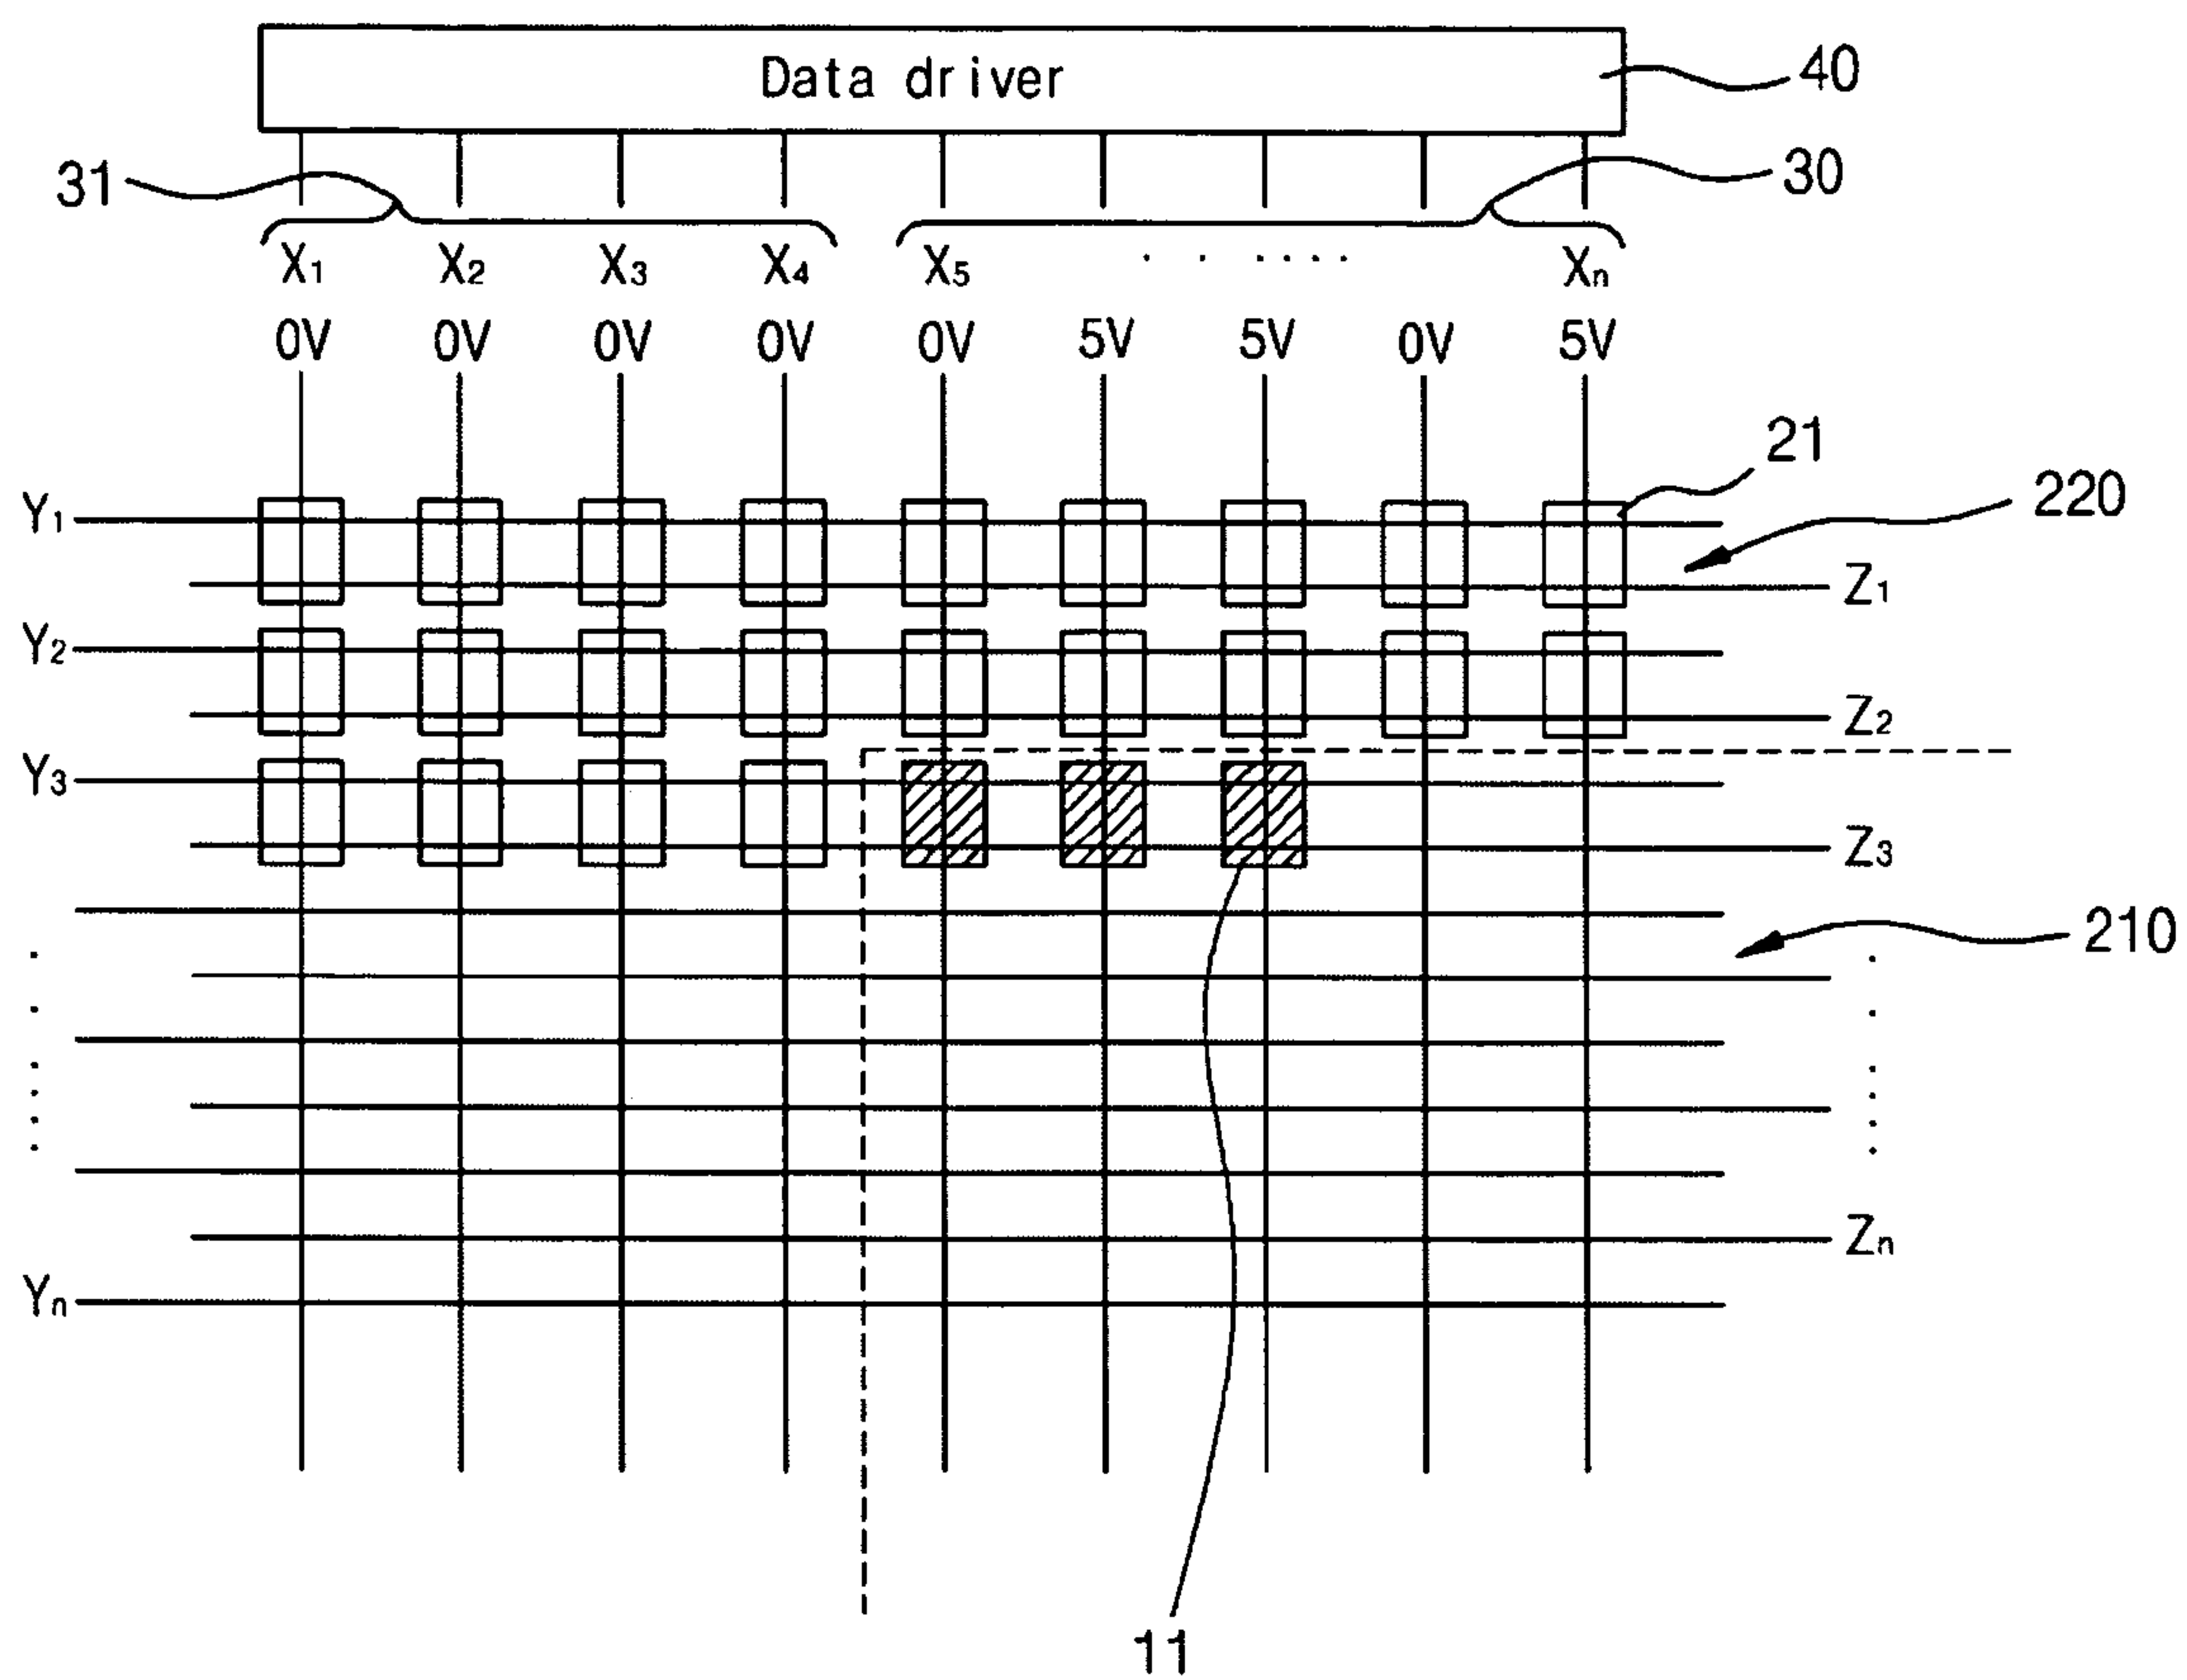 Data driver 40
31 30
X₁ X₂ X₃ X₄ X₅ . . . . . . Xₙ
0V 0V 0V 0V 0V 5V 5V 0V 5V
21
Y₁ 220
Z₁
Y₂
Z₂
Y₃
Z₃
210
Zₙ
Yₙ
11